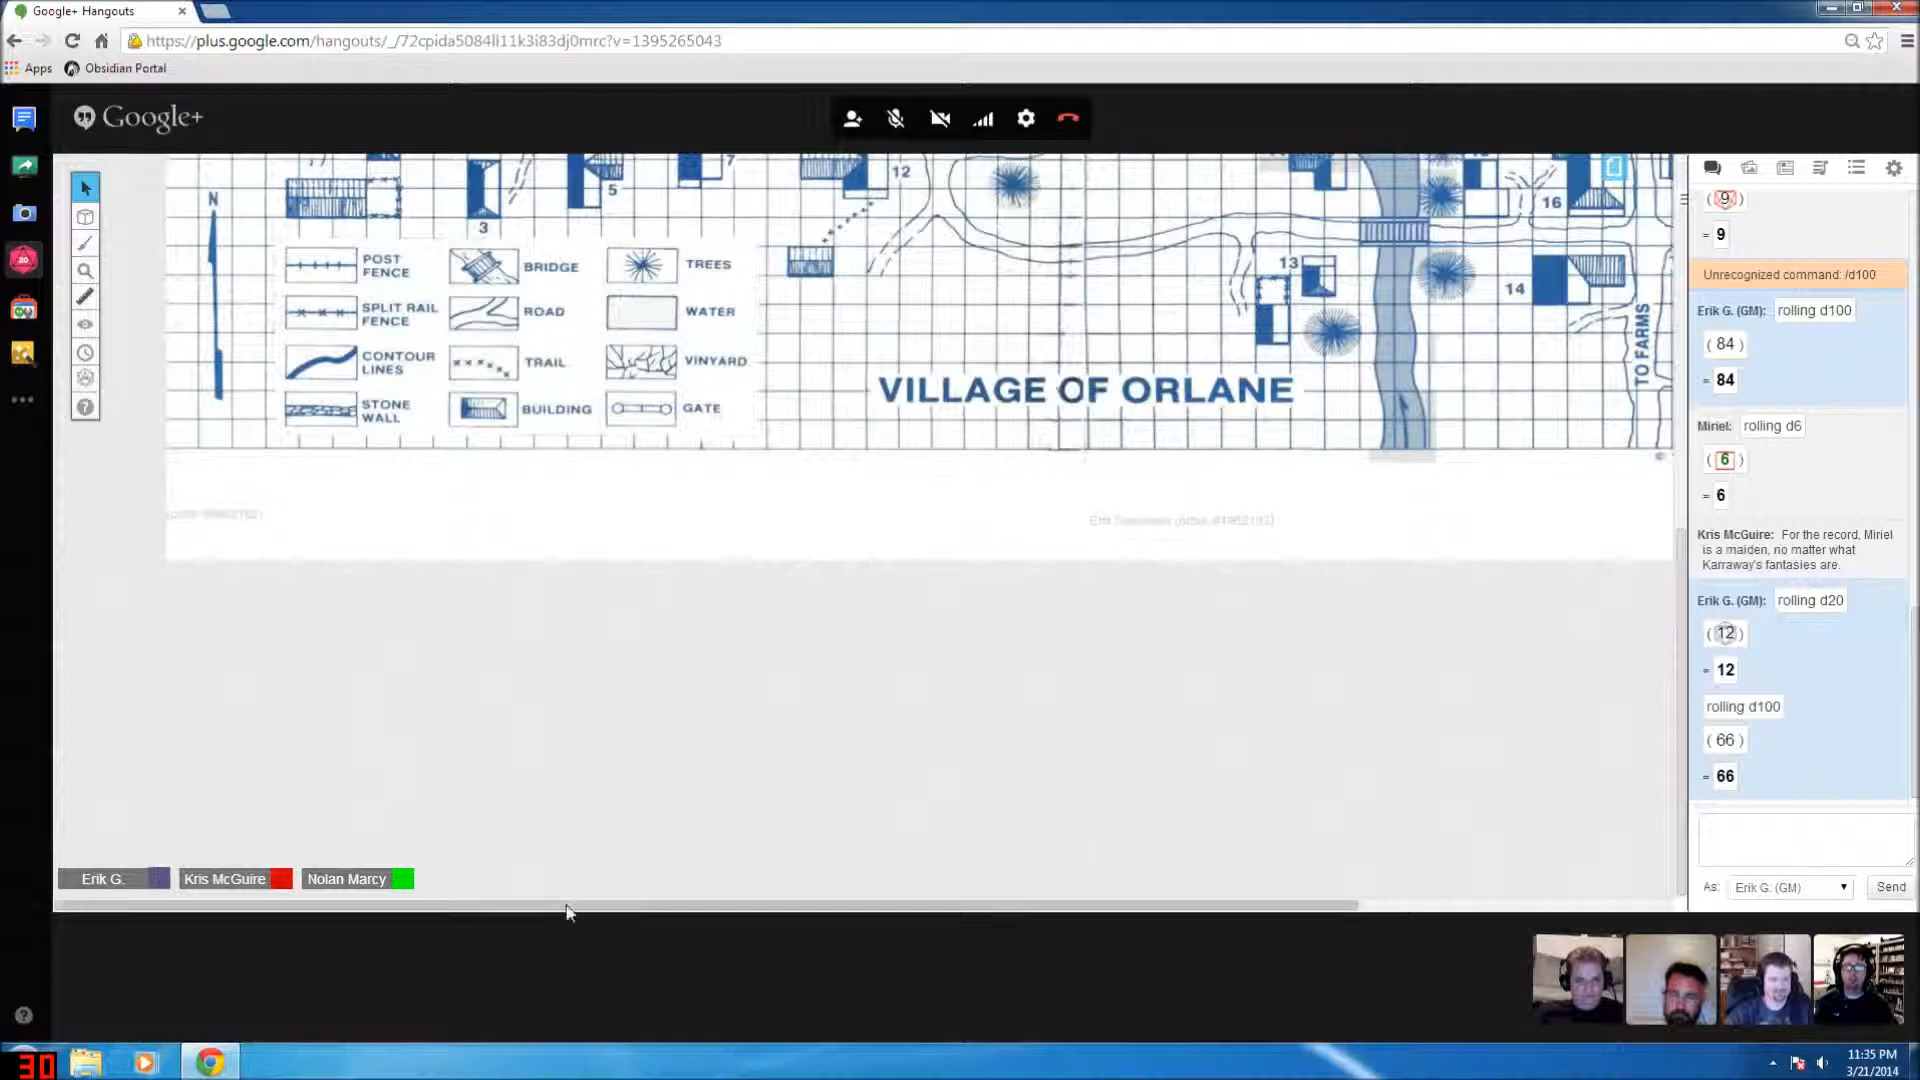 Google+ Hangouts
https://plus.google.com/hangouts/_/72cpida5084ll11k3i83dj0mrc?v=1395265043
Apps
Obsidian Portal
Google+
N
3
5
7
12
16
13
14
POST
FENCE
BRIDGE
TREES
SPLIT RAIL
FENCE
ROAD
WATER
CONTOUR
LINES
TRAIL
VINYARD
STONE
WALL
BUILDING
GATE
VILLAGE OF ORLANE
TO FARMS
20
( 9 )
= 9
Unrecognized command: /d100
Erik G. (GM): rolling d100
( 84 )
= 84
Miriel: rolling d6
( 6 )
= 6
Kris McGuire: For the record, Miriel
is a maiden, no matter what
Karraway's fantasies are.
Erik G. (GM): rolling d20
( 12 )
= 12
rolling d100
( 66 )
= 66
As: Erik G. (GM)
Send
Erik G.
Kris McGuire
Nolan Marcy
30
11:35 PM
3/21/2014